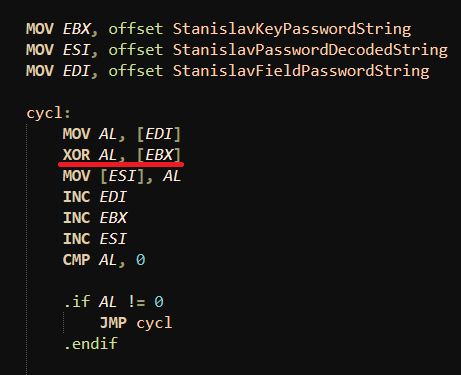 MOV EBX, offset StanislavKeyPasswordString
MOV ESI, offset StanislavPasswordDecodedString
MOV EDI, offset StanislavFieldPasswordString
cycl:
MOV AL, [EDI]
XOR AL, [EBX]
MOV [ESI], AL
INC EDI
INC EBX
INC ESI
CMP AL, 0
.if AL != 0
JMP cycl
.endif